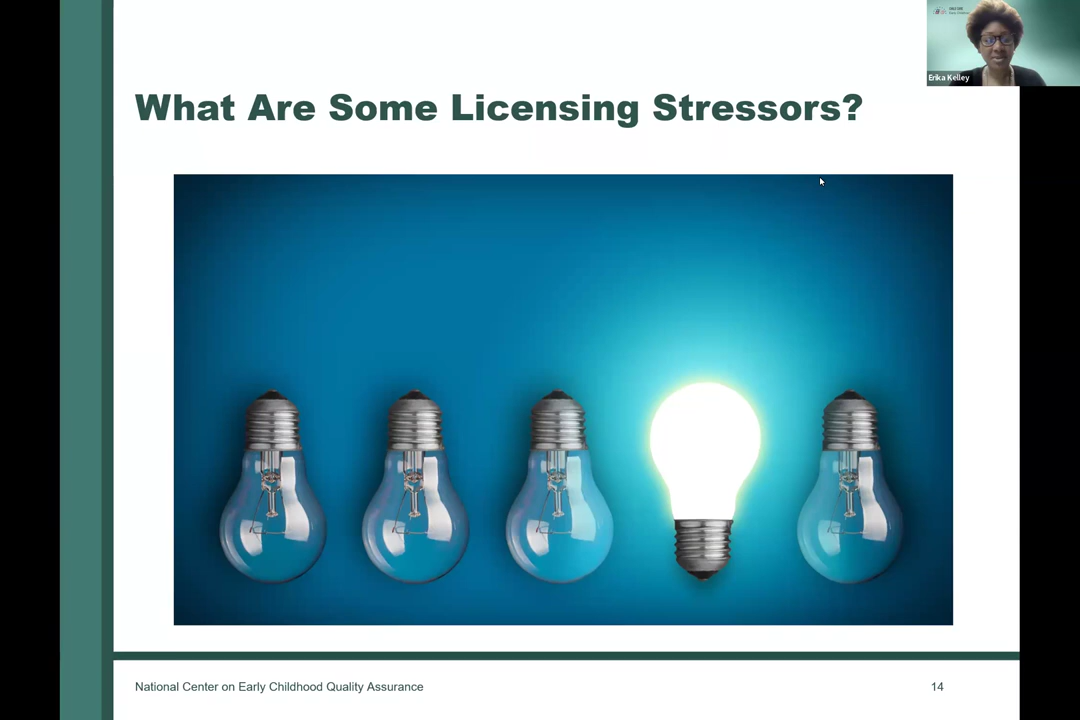 What Are Some Licensing Stressors?
Erika Kelley
National Center on Early Childhood Quality Assurance
14